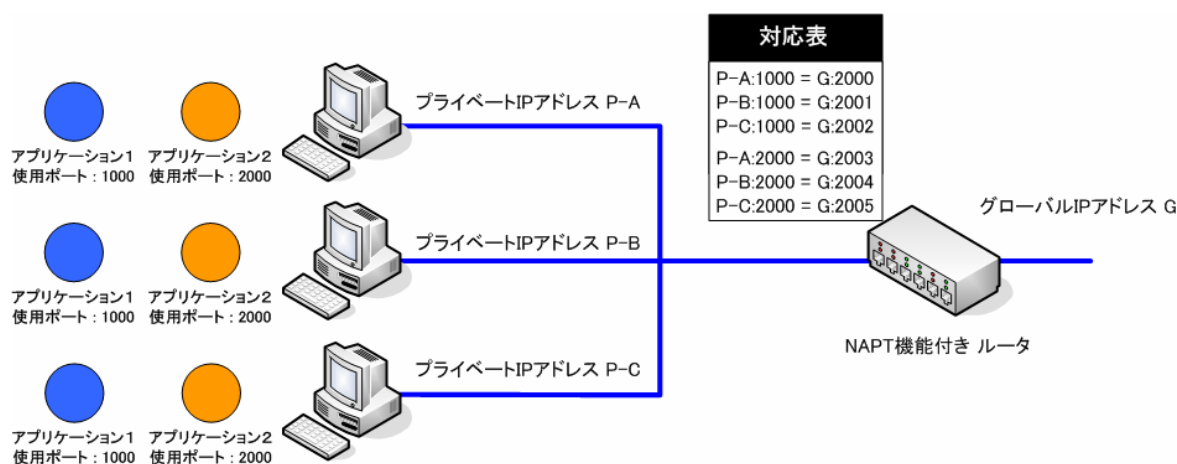 対応表
P-A:1000 = G:2000
P-B:1000 = G:2001
P-C:1000 = G:2002
P-A:2000 = G:2003
P-B:2000 = G:2004
P-C:2000 = G:2005
プライベートIPアドレス P-A
アプリケーション1
使用ポート : 1000
アプリケーション2
使用ポート : 2000
プライベートIPアドレス P-B
アプリケーション1
使用ポート : 1000
アプリケーション2
使用ポート : 2000
プライベートIPアドレス P-C
アプリケーション1
使用ポート : 1000
アプリケーション2
使用ポート : 2000
グローバルIPアドレス G
NAPT機能付き ルータ